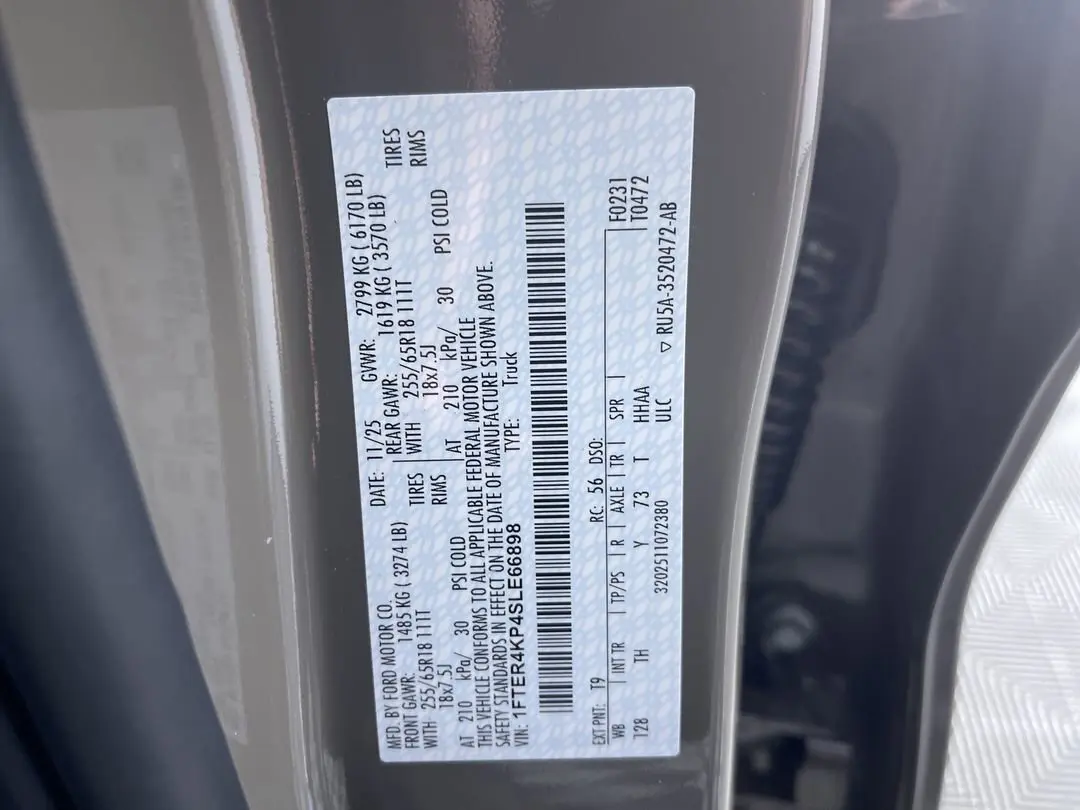 MFD. BY FORD MOTOR CO. DATE: 11/25 GVWR: 2799 KG ( 6170 LB)
FRONT GAWR: 1485 KG ( 3274 LB) REAR GAWR: 1619 KG ( 3570 LB)
WITH 255/65R18 111T TIRES WITH 255/65R18 111T TIRES
18x7.5J RIMS 18x7.5J RIMS
AT 210 kPa/ 30 PSI COLD AT 210 kPa/ 30 PSI COLD
THIS VEHICLE CONFORMS TO ALL APPLICABLE FEDERAL MOTOR VEHICLE
SAFETY STANDARDS IN EFFECT ON THE DATE OF MANUFACTURE SHOWN ABOVE.
VIN: 1FTER4KP4SLE66898 TYPE: Truck
EXT PNT: T9 RC: 56 DSO: F0231
WB INT TR TP/PS R AXLE TR SPR T0472
128 TH Y 73 T HHAA
3202511072380 ULC ▽ RU5A-3520472-AB